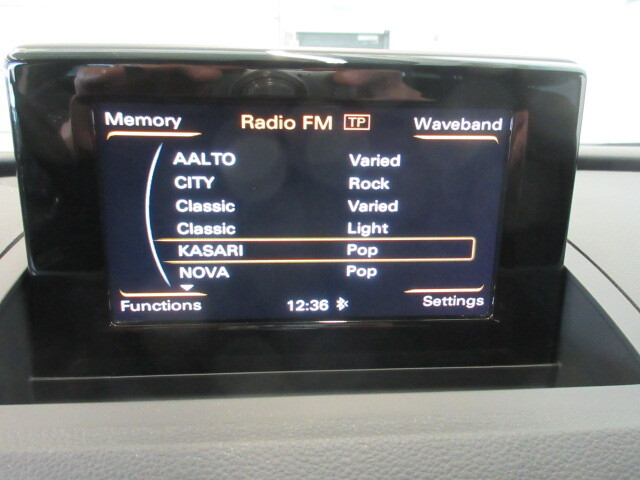 Memory Radio FM TP Waveband
AALTO Varied
CITY Rock
Classic Varied
Classic Light
KASARI Pop
NOVA Pop
Functions 12:36 Settings